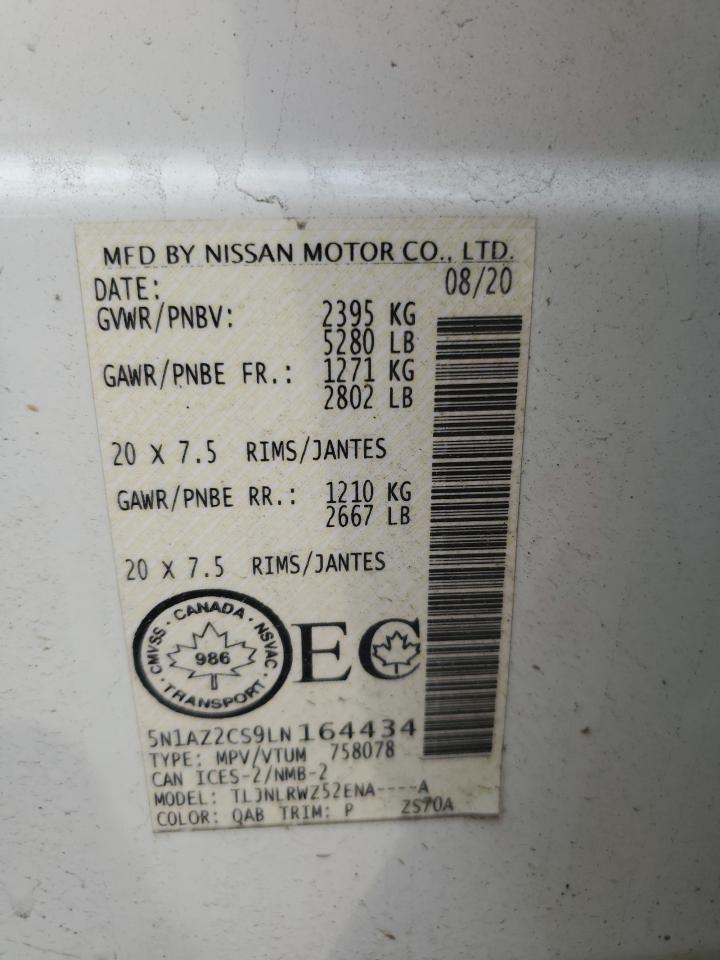 MFD BY NISSAN MOTOR CO., LTD.
DATE: 08/20
GVWR/PNBV: 2395 KG
5280 LB
GAWR/PNBE FR.: 1271 KG
2802 LB
20 X 7.5 RIMS/JANTES
GAWR/PNBE RR.: 1210 KG
2667 LB
20 X 7.5 RIMS/JANTES
CMVSS · CANADA · NSVAC · TRANSPORT ·
986
EC
5N1AZ2CS9LN164434
TYPE: MPV/VTUM 758078
CAN ICES-2/NMB-2
MODEL: TLJNLRWZ52ENA----A
COLOR: QAB TRIM: P ZS70A